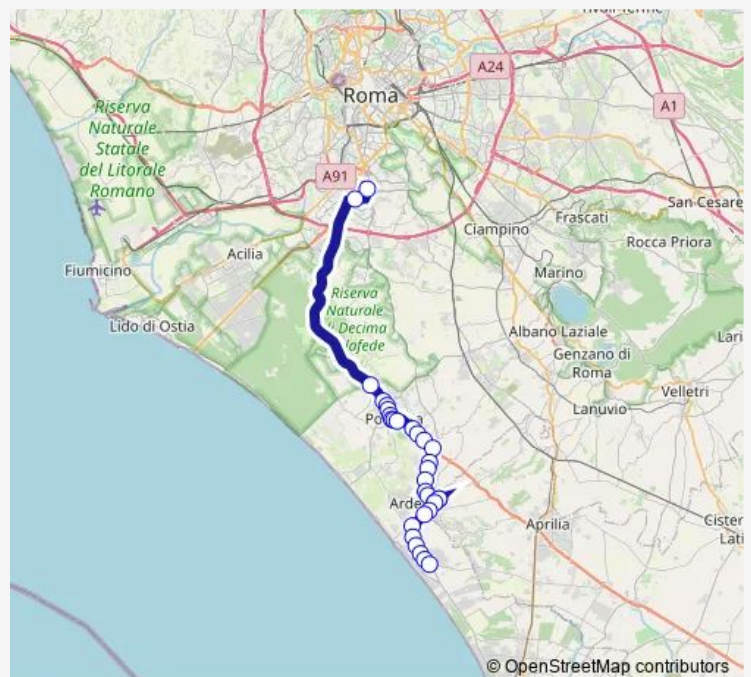 Riserva
Naturale
Statale
del Litorale
Romano
Roma
A24
A1
A91
San Cesare
Frascati
Ciampino
Rocca Priora
Acilia
Fiumicino
Marino
Riserva
Naturale
Decima
Lido di Ostia
Albano Laziale
Genzano di
Roma
Velletri
Lanuvio
Aprilia
© OpenStreetMap contributors